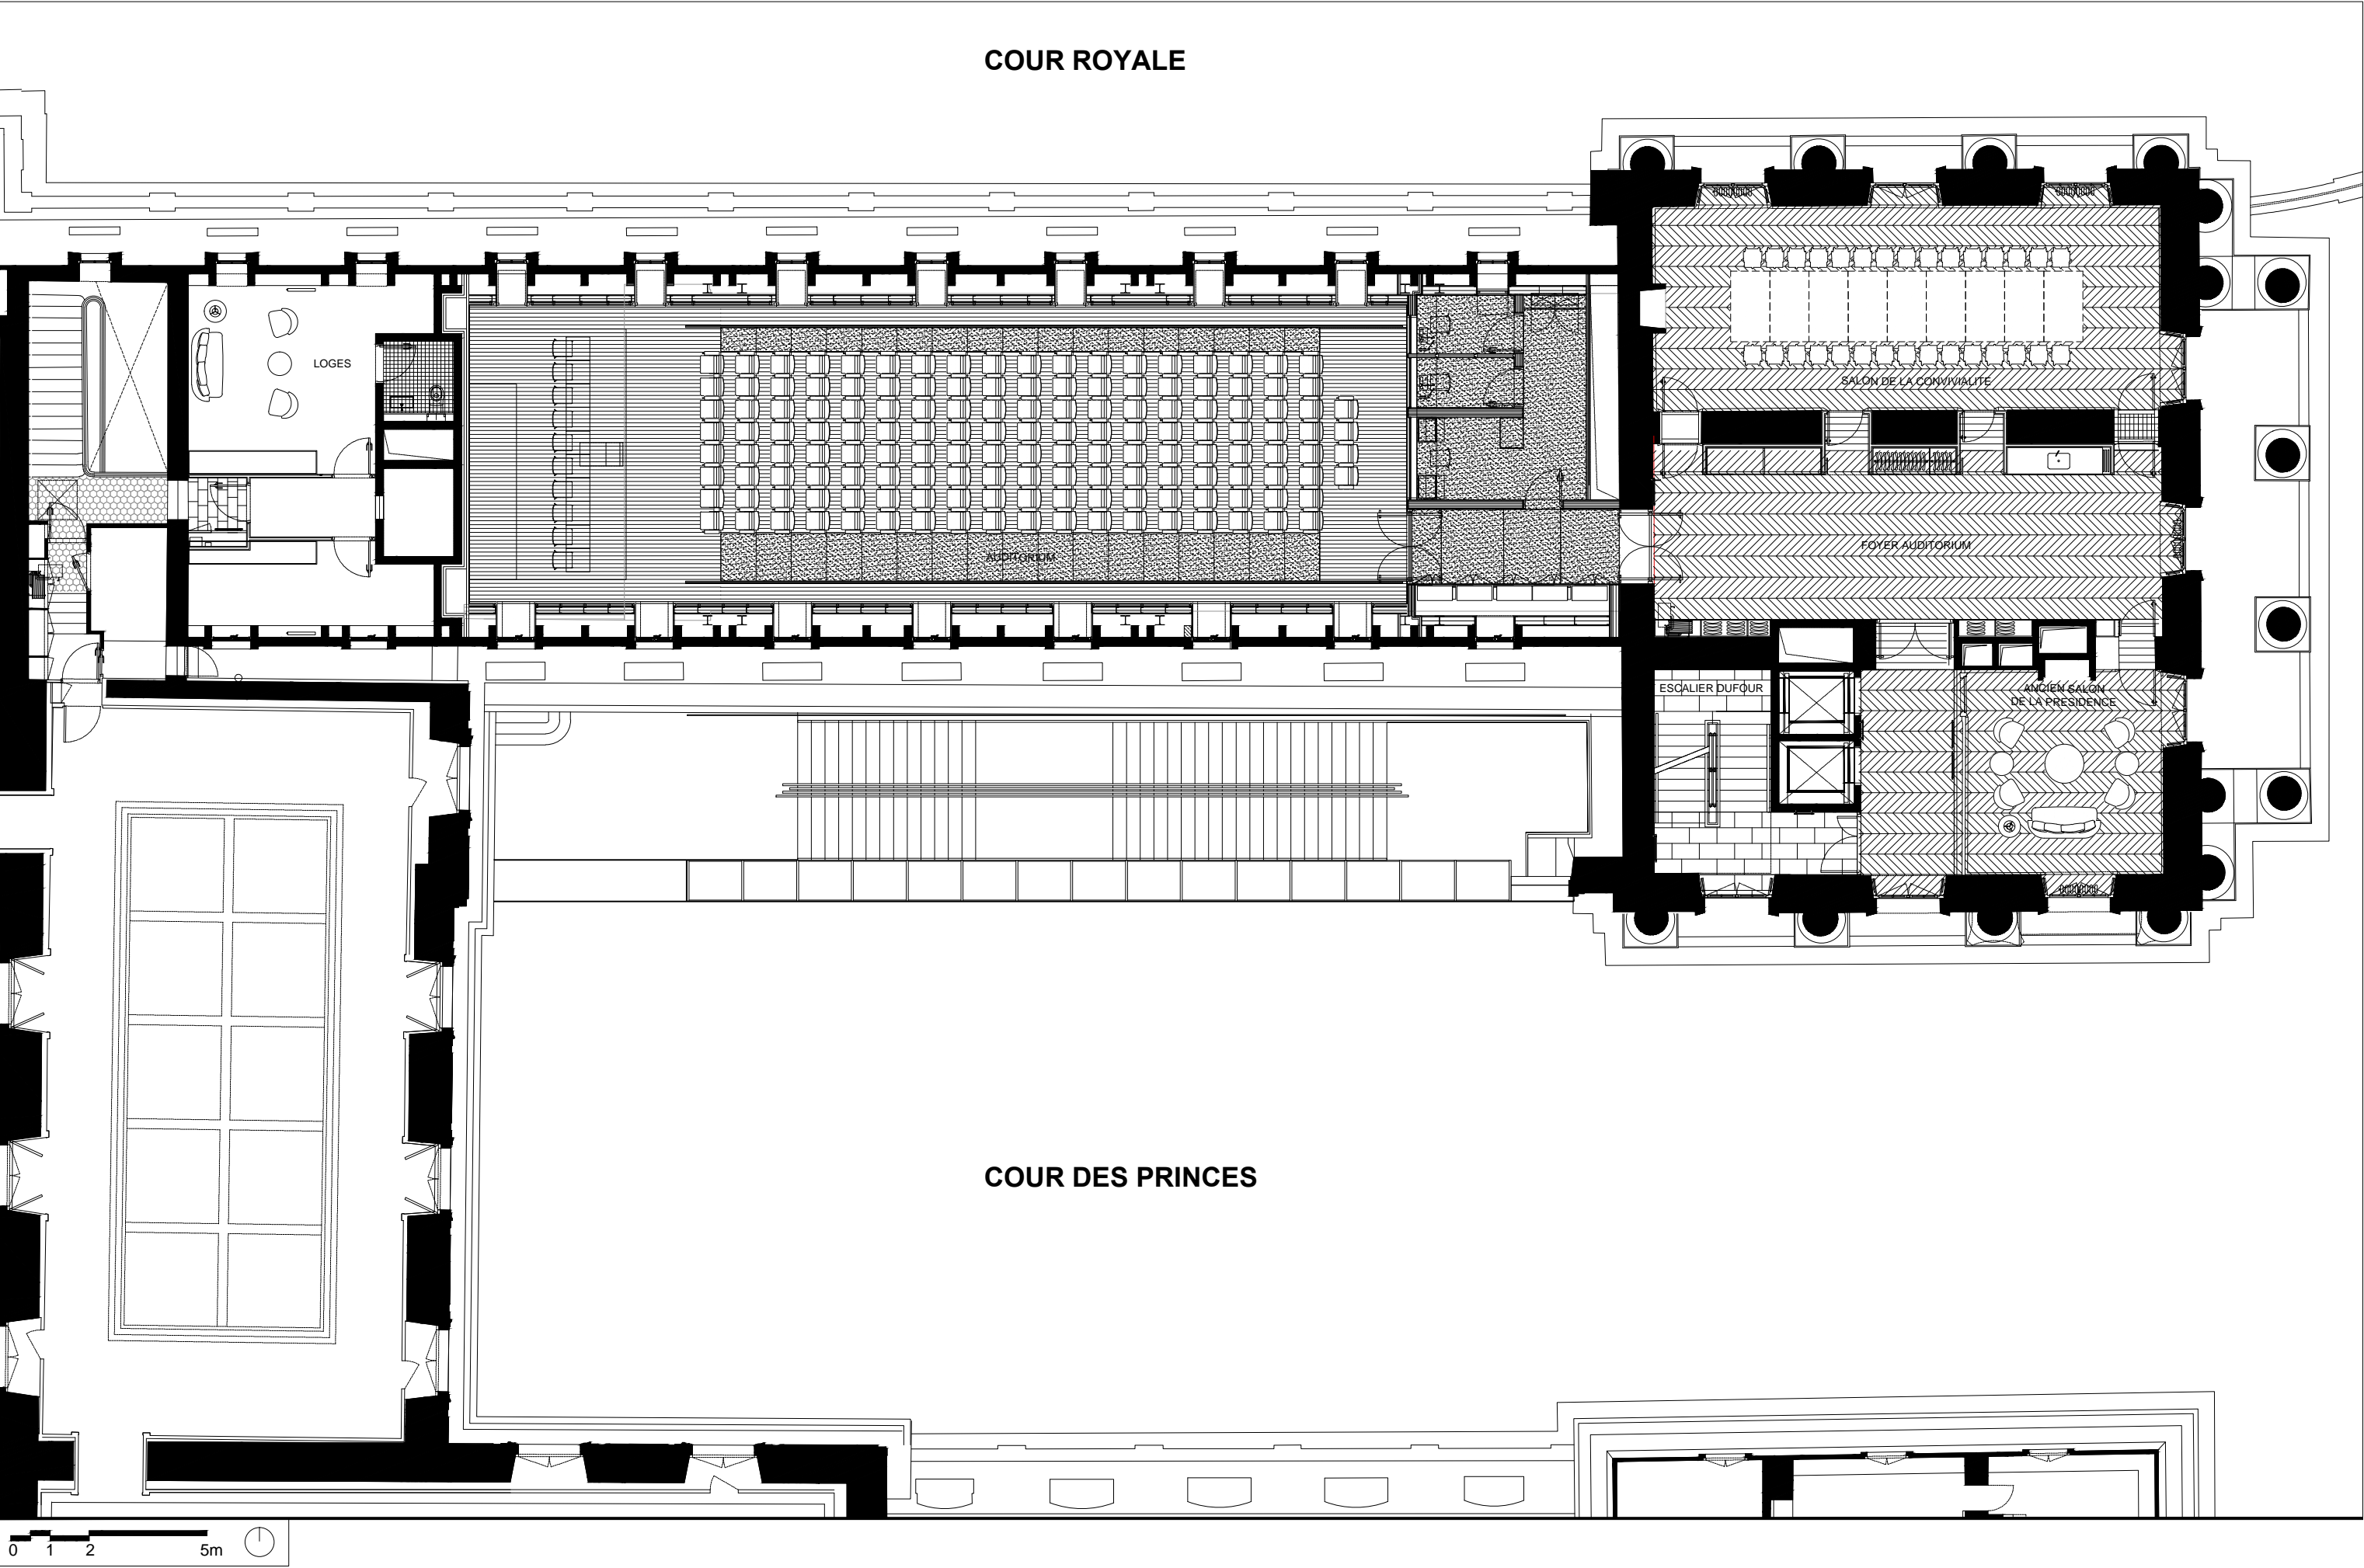 COUR ROYALE
LOGES
SALON DE LA CONVIVIALITE
AUDITORIUM
FOYER AUDITORIUM
ESCALIER DUFOUR
ANCIEN SALON
DE LA PRESIDENCE
COUR DES PRINCES
0 1 2 5m